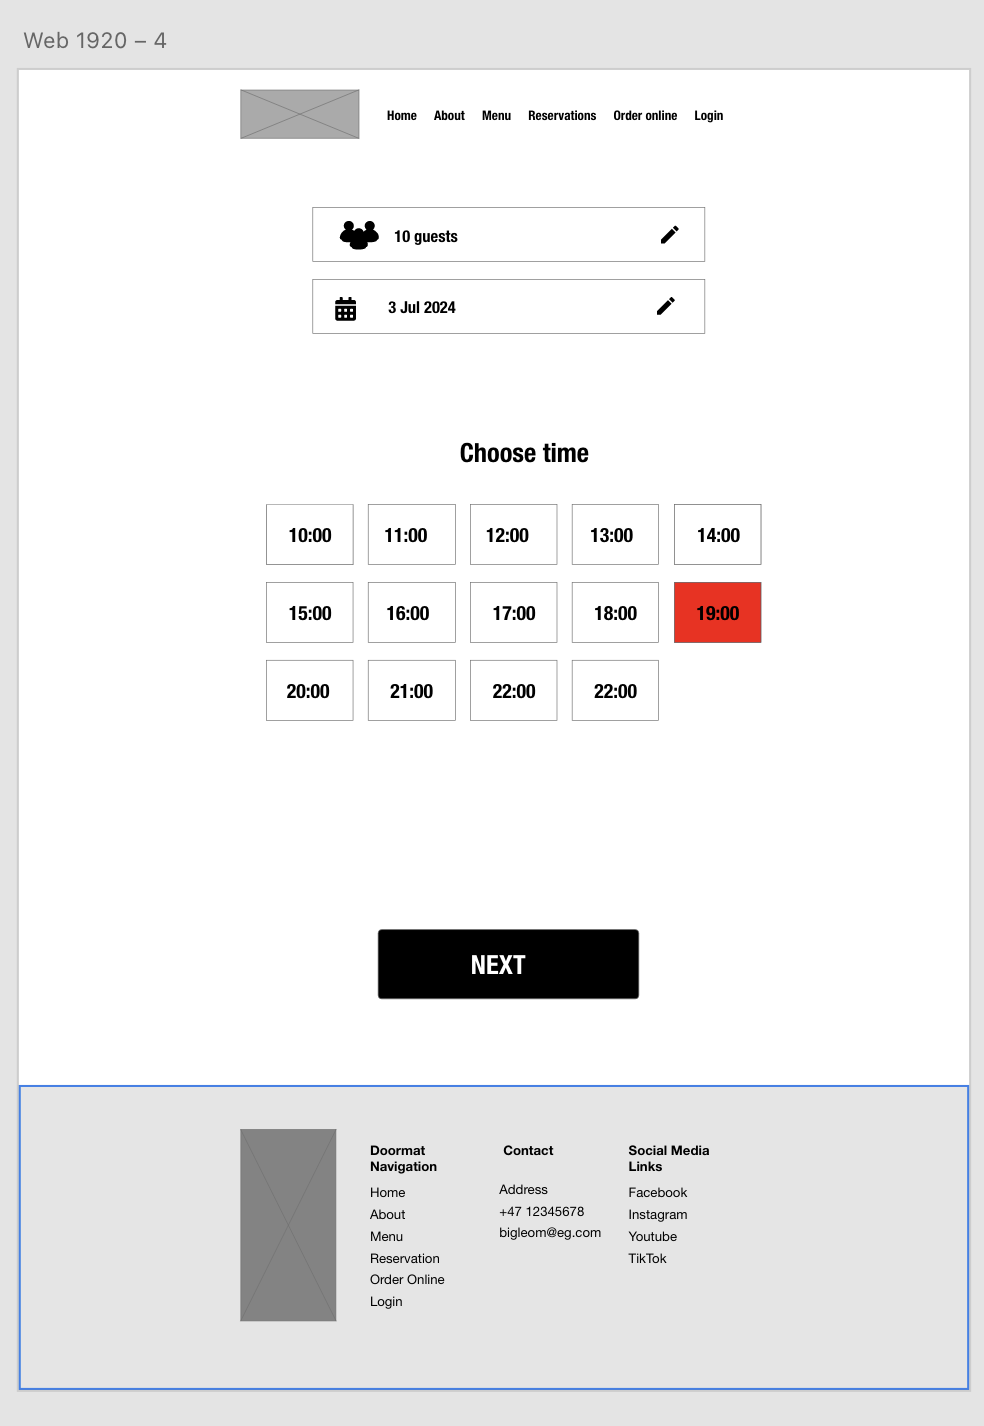 Web 1920 – 4
Home About Menu Reservations Order online Login
10 guests
3 Jul 2024
Choose time
10:00 11:00 12:00 13:00 14:00
15:00 16:00 17:00 18:00 19:00
20:00 21:00 22:00 22:00
NEXT
Doormat
Navigation
Home
About
Menu
Reservation
Order Online
Login
Contact
Address
+47 12345678
bigleom@eg.com
Social Media
Links
Facebook
Instagram
Youtube
TikTok